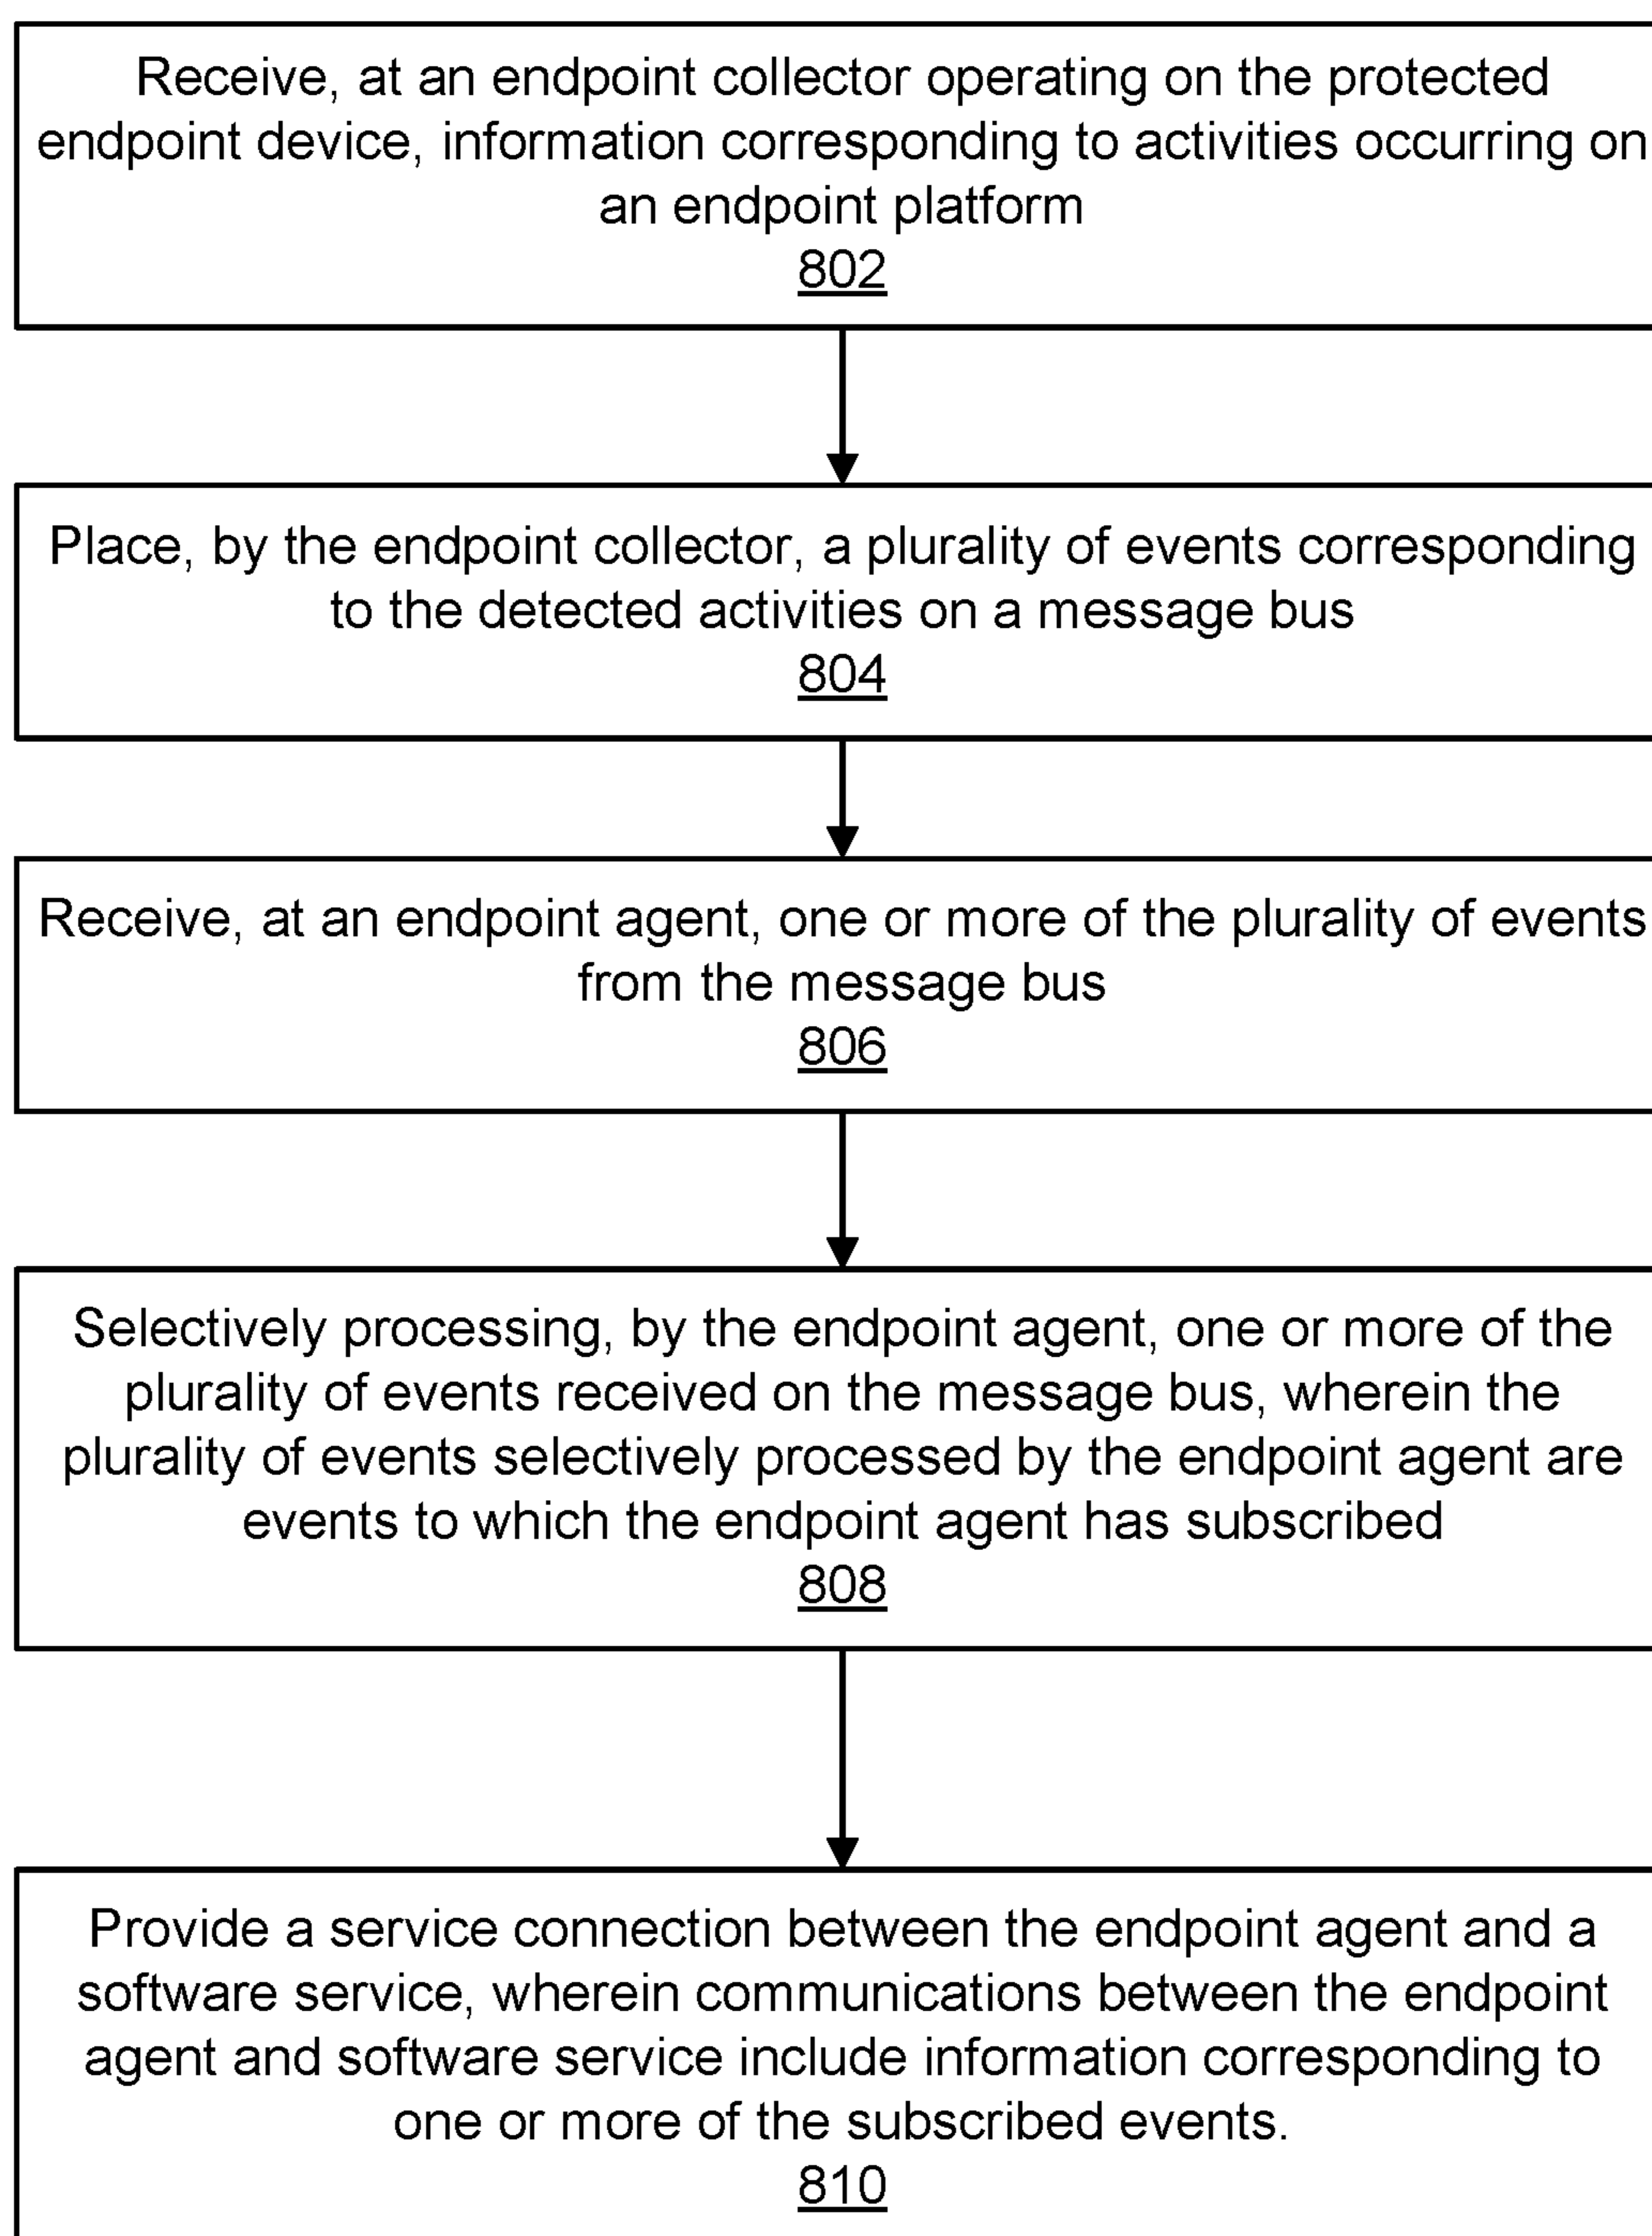 Receive, at an endpoint collector operating on the protected
endpoint device, information corresponding to activities occurring on
an endpoint platform
802
Place, by the endpoint collector, a plurality of events corresponding
to the detected activities on a message bus
804
Receive, at an endpoint agent, one or more of the plurality of events
from the message bus
806
Selectively processing, by the endpoint agent, one or more of the
plurality of events received on the message bus, wherein the
plurality of events selectively processed by the endpoint agent are
events to which the endpoint agent has subscribed
808
Provide a service connection between the endpoint agent and a
software service, wherein communications between the endpoint
agent and software service include information corresponding to
one or more of the subscribed events.
810